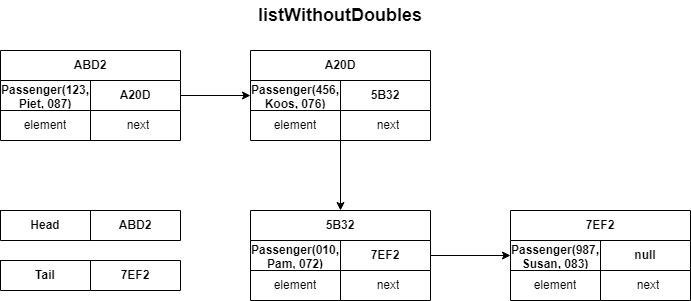 listWithoutDoubles
ABD2
Passenger(123,
Piet, 087)
A20D
element
next
A20D
Passenger(456,
Koos, 076)
5B32
element
next
Head
ABD2
Tail
7EF2
5B32
Passenger(010,
Pam, 072)
7EF2
element
next
7EF2
Passenger(987,
Susan, 083)
null
element
next